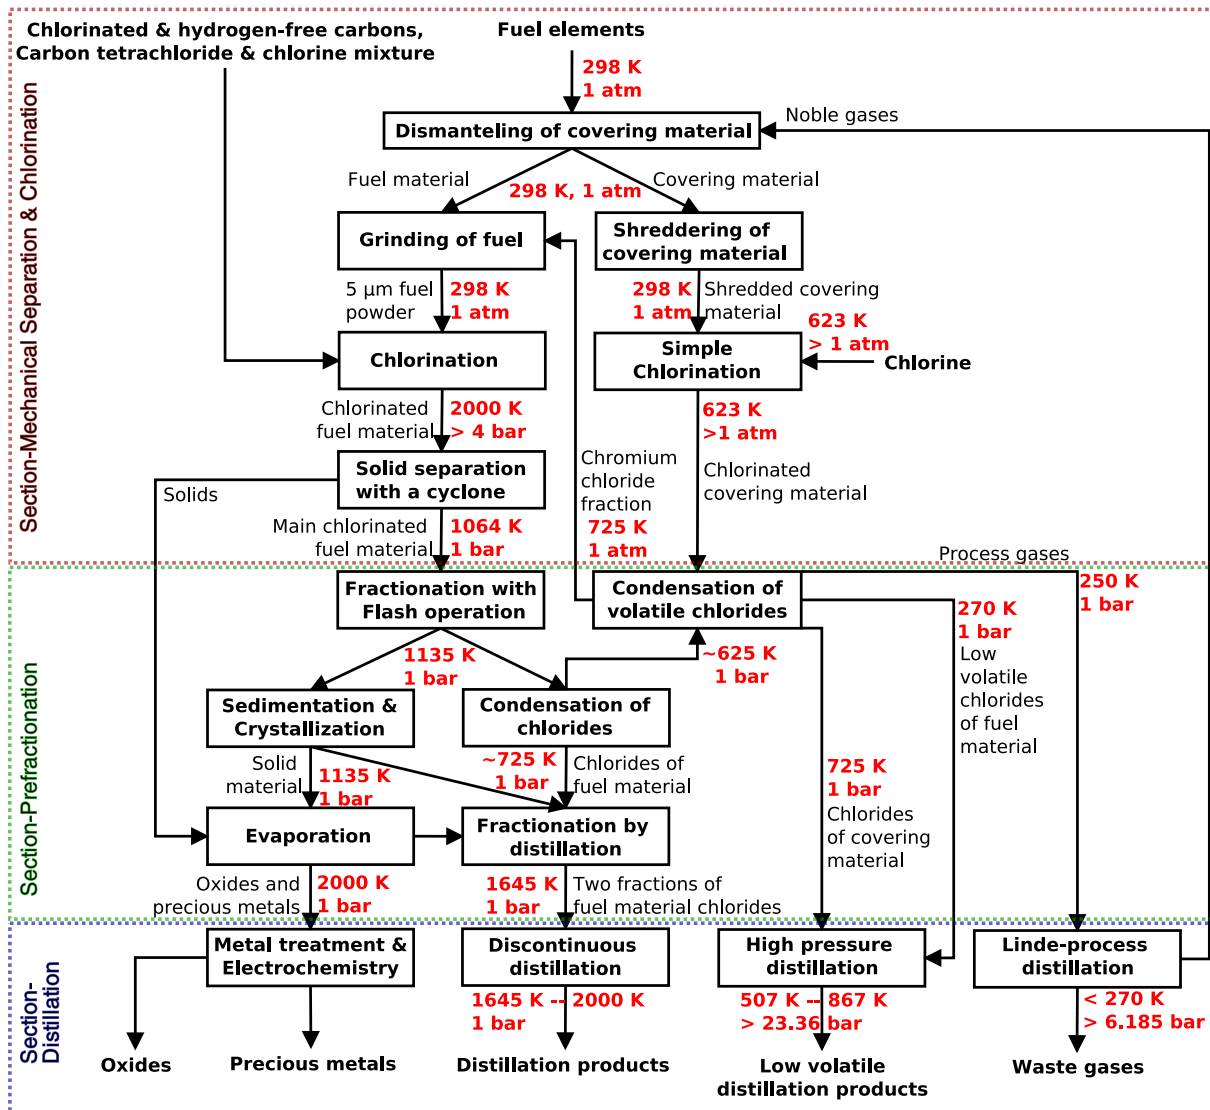 Chlorinated & hydrogen-free carbons,
Carbon tetrachloride & chlorine mixture
Fuel elements
298 K
1 atm
Noble gases
Dismanteling of covering material
Fuel material
298 K, 1 atm
Covering material
Grinding of fuel
Shreddering of
covering material
5 µm fuel
powder
298 K
1 atm
298 K
1 atm
Shredded covering
material
623 K
> 1 atm
Chlorination
Simple
Chlorination
Chlorine
Chlorinated
fuel material
2000 K
> 4 bar
623 K
>1 atm
Solid separation
with a cyclone
Solids
Chromium
chloride
fraction
725 K
1 atm
Chlorinated
covering material
Main chlorinated
fuel material
1064 K
1 bar
Process gases
Section-Mechanical Separation & Chlorination
Fractionation with
Flash operation
Condensation of
volatile chlorides
250 K
1 bar
270 K
1 bar
Low
volatile
chlorides
of fuel
material
1135 K
1 bar
~625 K
1 bar
Sedimentation &
Crystallization
Condensation of
chlorides
Solid
material
1135 K
1 bar
~725 K
1 bar
Chlorides of
fuel material
725 K
1 bar
Chlorides
of covering
material
Evaporation
Fractionation by
distillation
Oxides and
precious metals
2000 K
1 bar
1645 K
1 bar
Two fractions of
fuel material chlorides
Section-Prefractionation
Metal treatment &
Electrochemistry
Discontinuous
distillation
High pressure
distillation
Linde-process
distillation
1645 K -- 2000 K
1 bar
507 K -- 867 K
> 23.36 bar
< 270 K
> 6.185 bar
Oxides
Precious metals
Distillation products
Low volatile
distillation products
Waste gases
Section-
Distillation